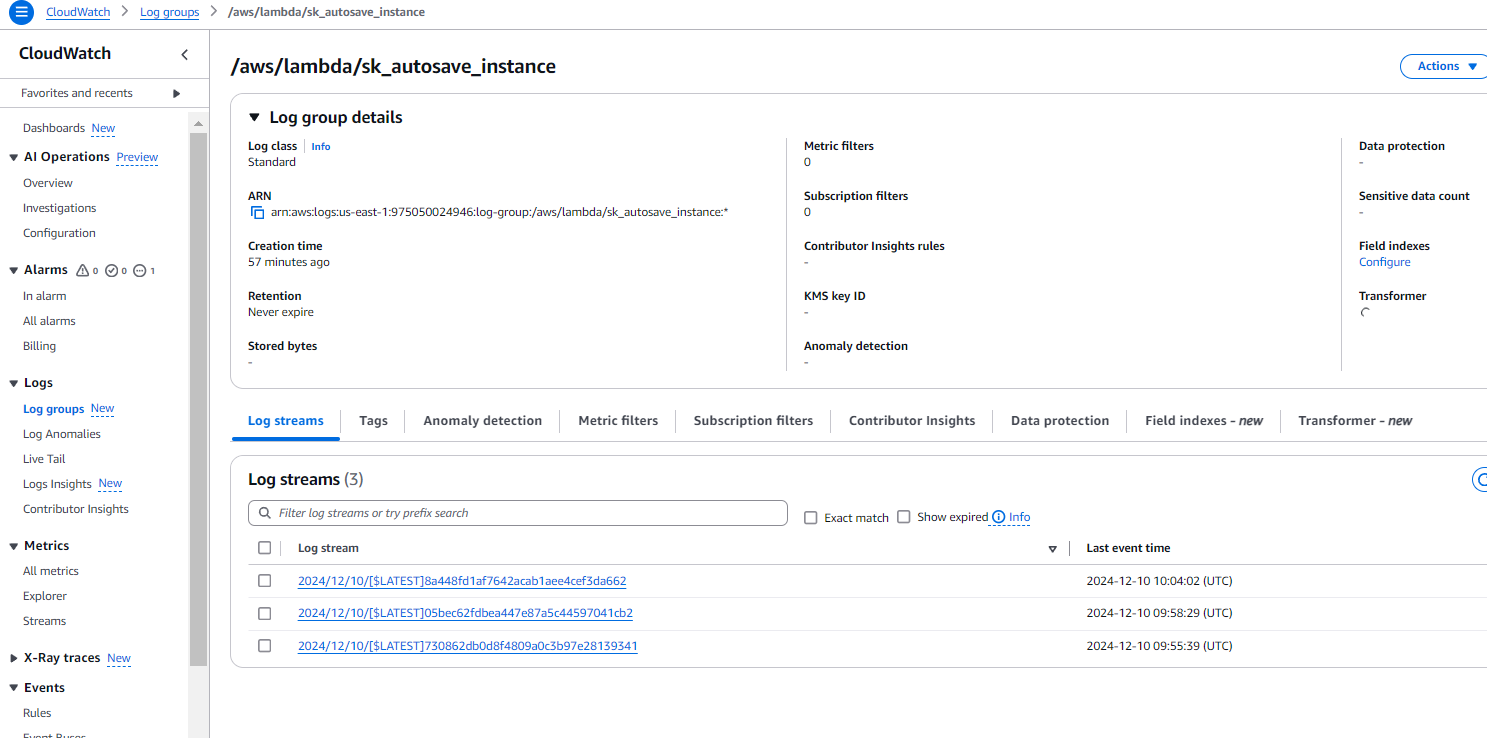 CloudWatch > Log groups > /aws/lambda/sk_autosave_instance
CloudWatch
Favorites and recents
Dashboards New
AI Operations Preview
Overview
Investigations
Configuration
Alarms 0 0 1
In alarm
All alarms
Billing
Logs
Log groups New
Log Anomalies
Live Tail
Logs Insights New
Contributor Insights
Metrics
All metrics
Explorer
Streams
X-Ray traces New
Events
Rules
Event Buses
/aws/lambda/sk_autosave_instance
Actions
Log group details
Log class Info
Standard
ARN
arn:aws:logs:us-east-1:975050024946:log-group:/aws/lambda/sk_autosave_instance:*
Creation time
57 minutes ago
Retention
Never expire
Stored bytes
-
Metric filters
0
Subscription filters
0
Contributor Insights rules
-
KMS key ID
-
Anomaly detection
-
Data protection
-
Sensitive data count
-
Field indexes
Configure
Transformer
Log streams Tags Anomaly detection Metric filters Subscription filters Contributor Insights Data protection Field indexes - new Transformer - new
Log streams (3)
Filter log streams or try prefix search
Exact match Show expired Info
Log stream Last event time
2024/12/10/[$LATEST]8a448fd1af7642acab1aee4cef3da662 2024-12-10 10:04:02 (UTC)
2024/12/10/[$LATEST]05bec62fdbea447e87a5c44597041cb2 2024-12-10 09:58:29 (UTC)
2024/12/10/[$LATEST]730862db0d8f4809a0c3b97e28139341 2024-12-10 09:55:39 (UTC)